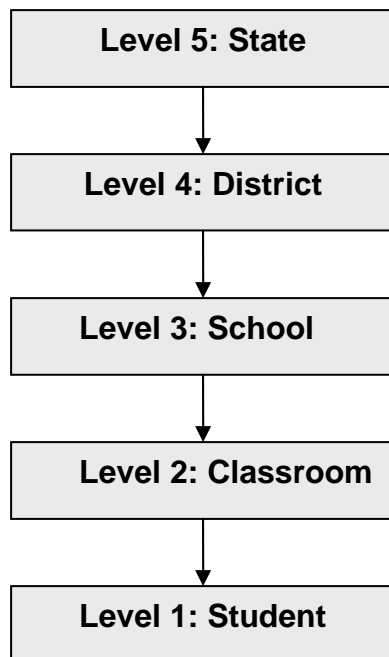 Level 5: State
Level 4: District
Level 3: School
Level 2: Classroom
Level 1: Student